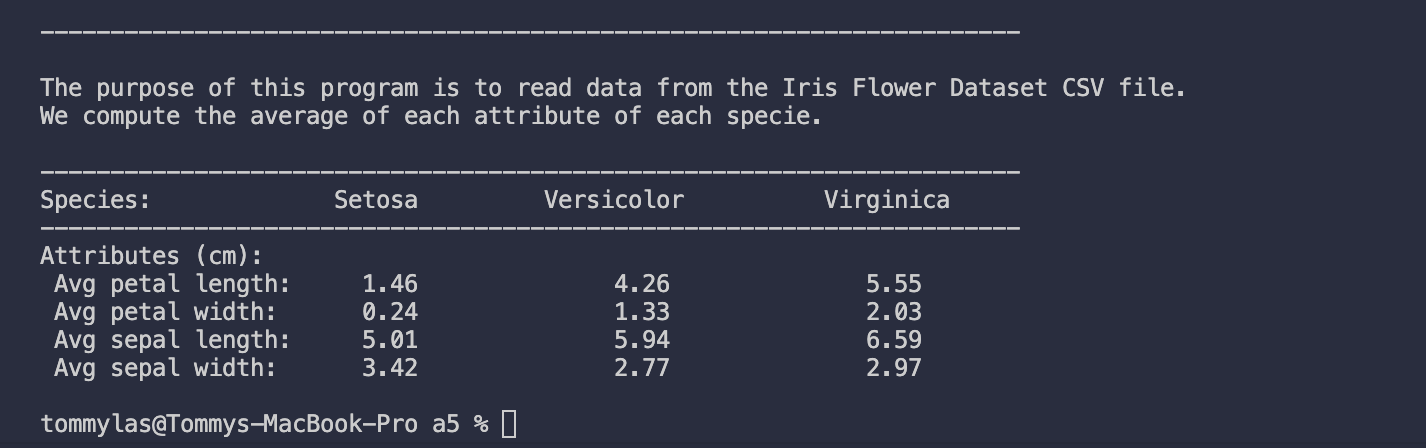 ----------------------------------------------------------------------
The purpose of this program is to read data from the Iris Flower Dataset CSV file.
We compute the average of each attribute of each specie.
----------------------------------------------------------------------
Species:             Setosa         Versicolor          Virginica
----------------------------------------------------------------------
Attributes (cm):
 Avg petal length:     1.46              4.26              5.55
 Avg petal width:      0.24              1.33              2.03
 Avg sepal length:     5.01              5.94              6.59
 Avg sepal width:      3.42              2.77              2.97
tommylas@Tommys-MacBook-Pro a5 %